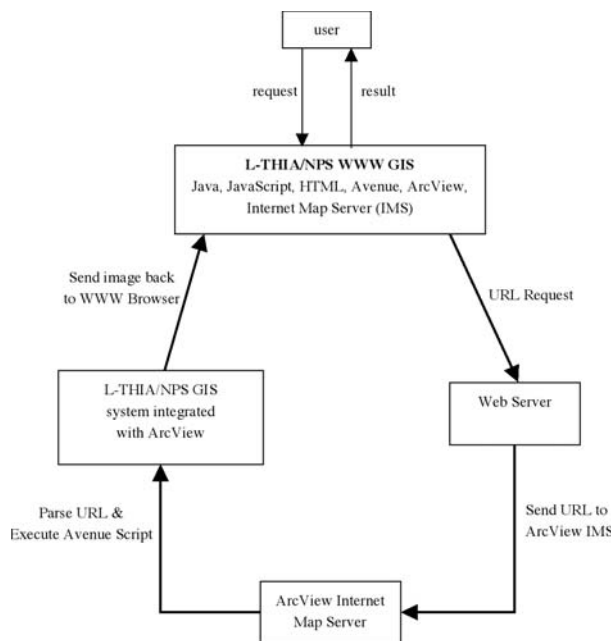 user
request
result
L-THIA/NPS WWW GIS
Java, JavaScript, HTML, Avenue, ArcView,
Internet Map Server (IMS)
Send image back
to WWW Browser
URL Request
L-THIA/NPS GIS
system integrated
with ArcView
Web Server
Parse URL &
Execute Avenue Script
Send URL to
ArcView IMS
ArcView Internet
Map Server